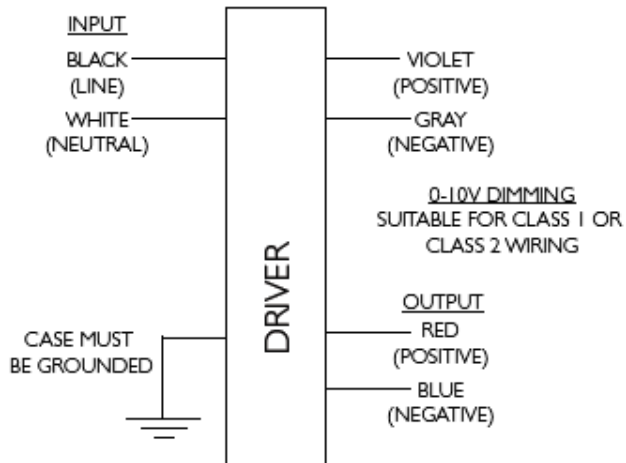 INPUT
BLACK
(LINE)
WHITE
(NEUTRAL)
CASE MUST
BE GROUNDED
DRIVER
VIOLET
(POSITIVE)
GRAY
(NEGATIVE)
0-10V DIMMING
SUITABLE FOR CLASS 1 OR
CLASS 2 WIRING
OUTPUT
RED
(POSITIVE)
BLUE
(NEGATIVE)